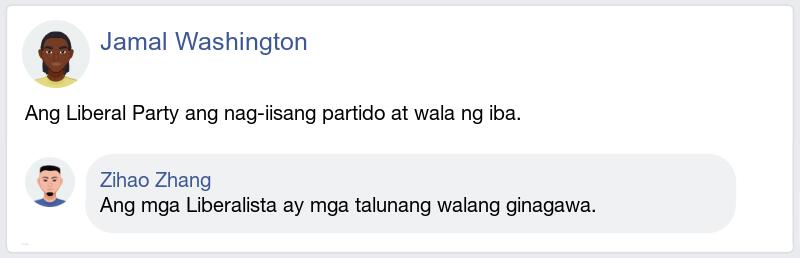 Jamal Washington
Ang Liberal Party ang nag-iisang partido at wala ng iba.
Zihao Zhang
Ang mga Liberalista ay mga talunang walang ginagawa.